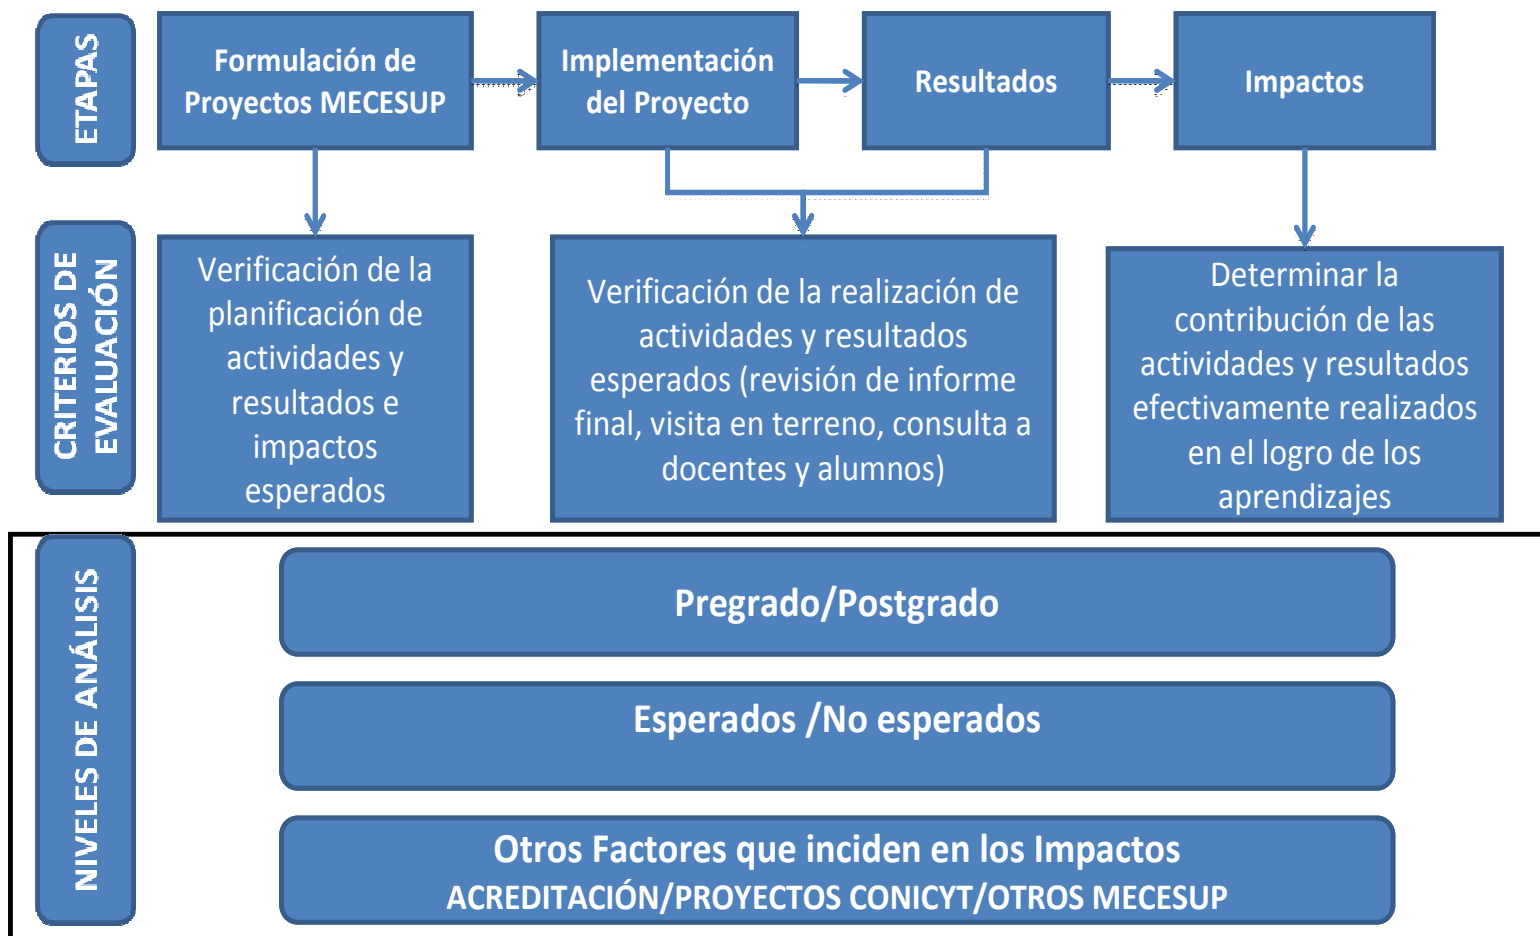 ETAPAS
Formulación de
Proyectos MECESUP
Implementación
del Proyecto
Resultados
Impactos
CRITERIOS DE
EVALUACIÓN
Verificación de la
planificación de
actividades y
resultados e
impactos
esperados
Verificación de la realización de
actividades y resultados
esperados (revisión de informe
final, visita en terreno, consulta a
docentes y alumnos)
Determinar la
contribución de las
actividades y resultados
efectivamente realizados
en el logro de los
aprendizajes
NIVELES DE ANÁLISIS
Pregrado/Postgrado
Esperados /No esperados
Otros Factores que inciden en los Impactos
ACREDITACIÓN/PROYECTOS CONICYT/OTROS MECESUP